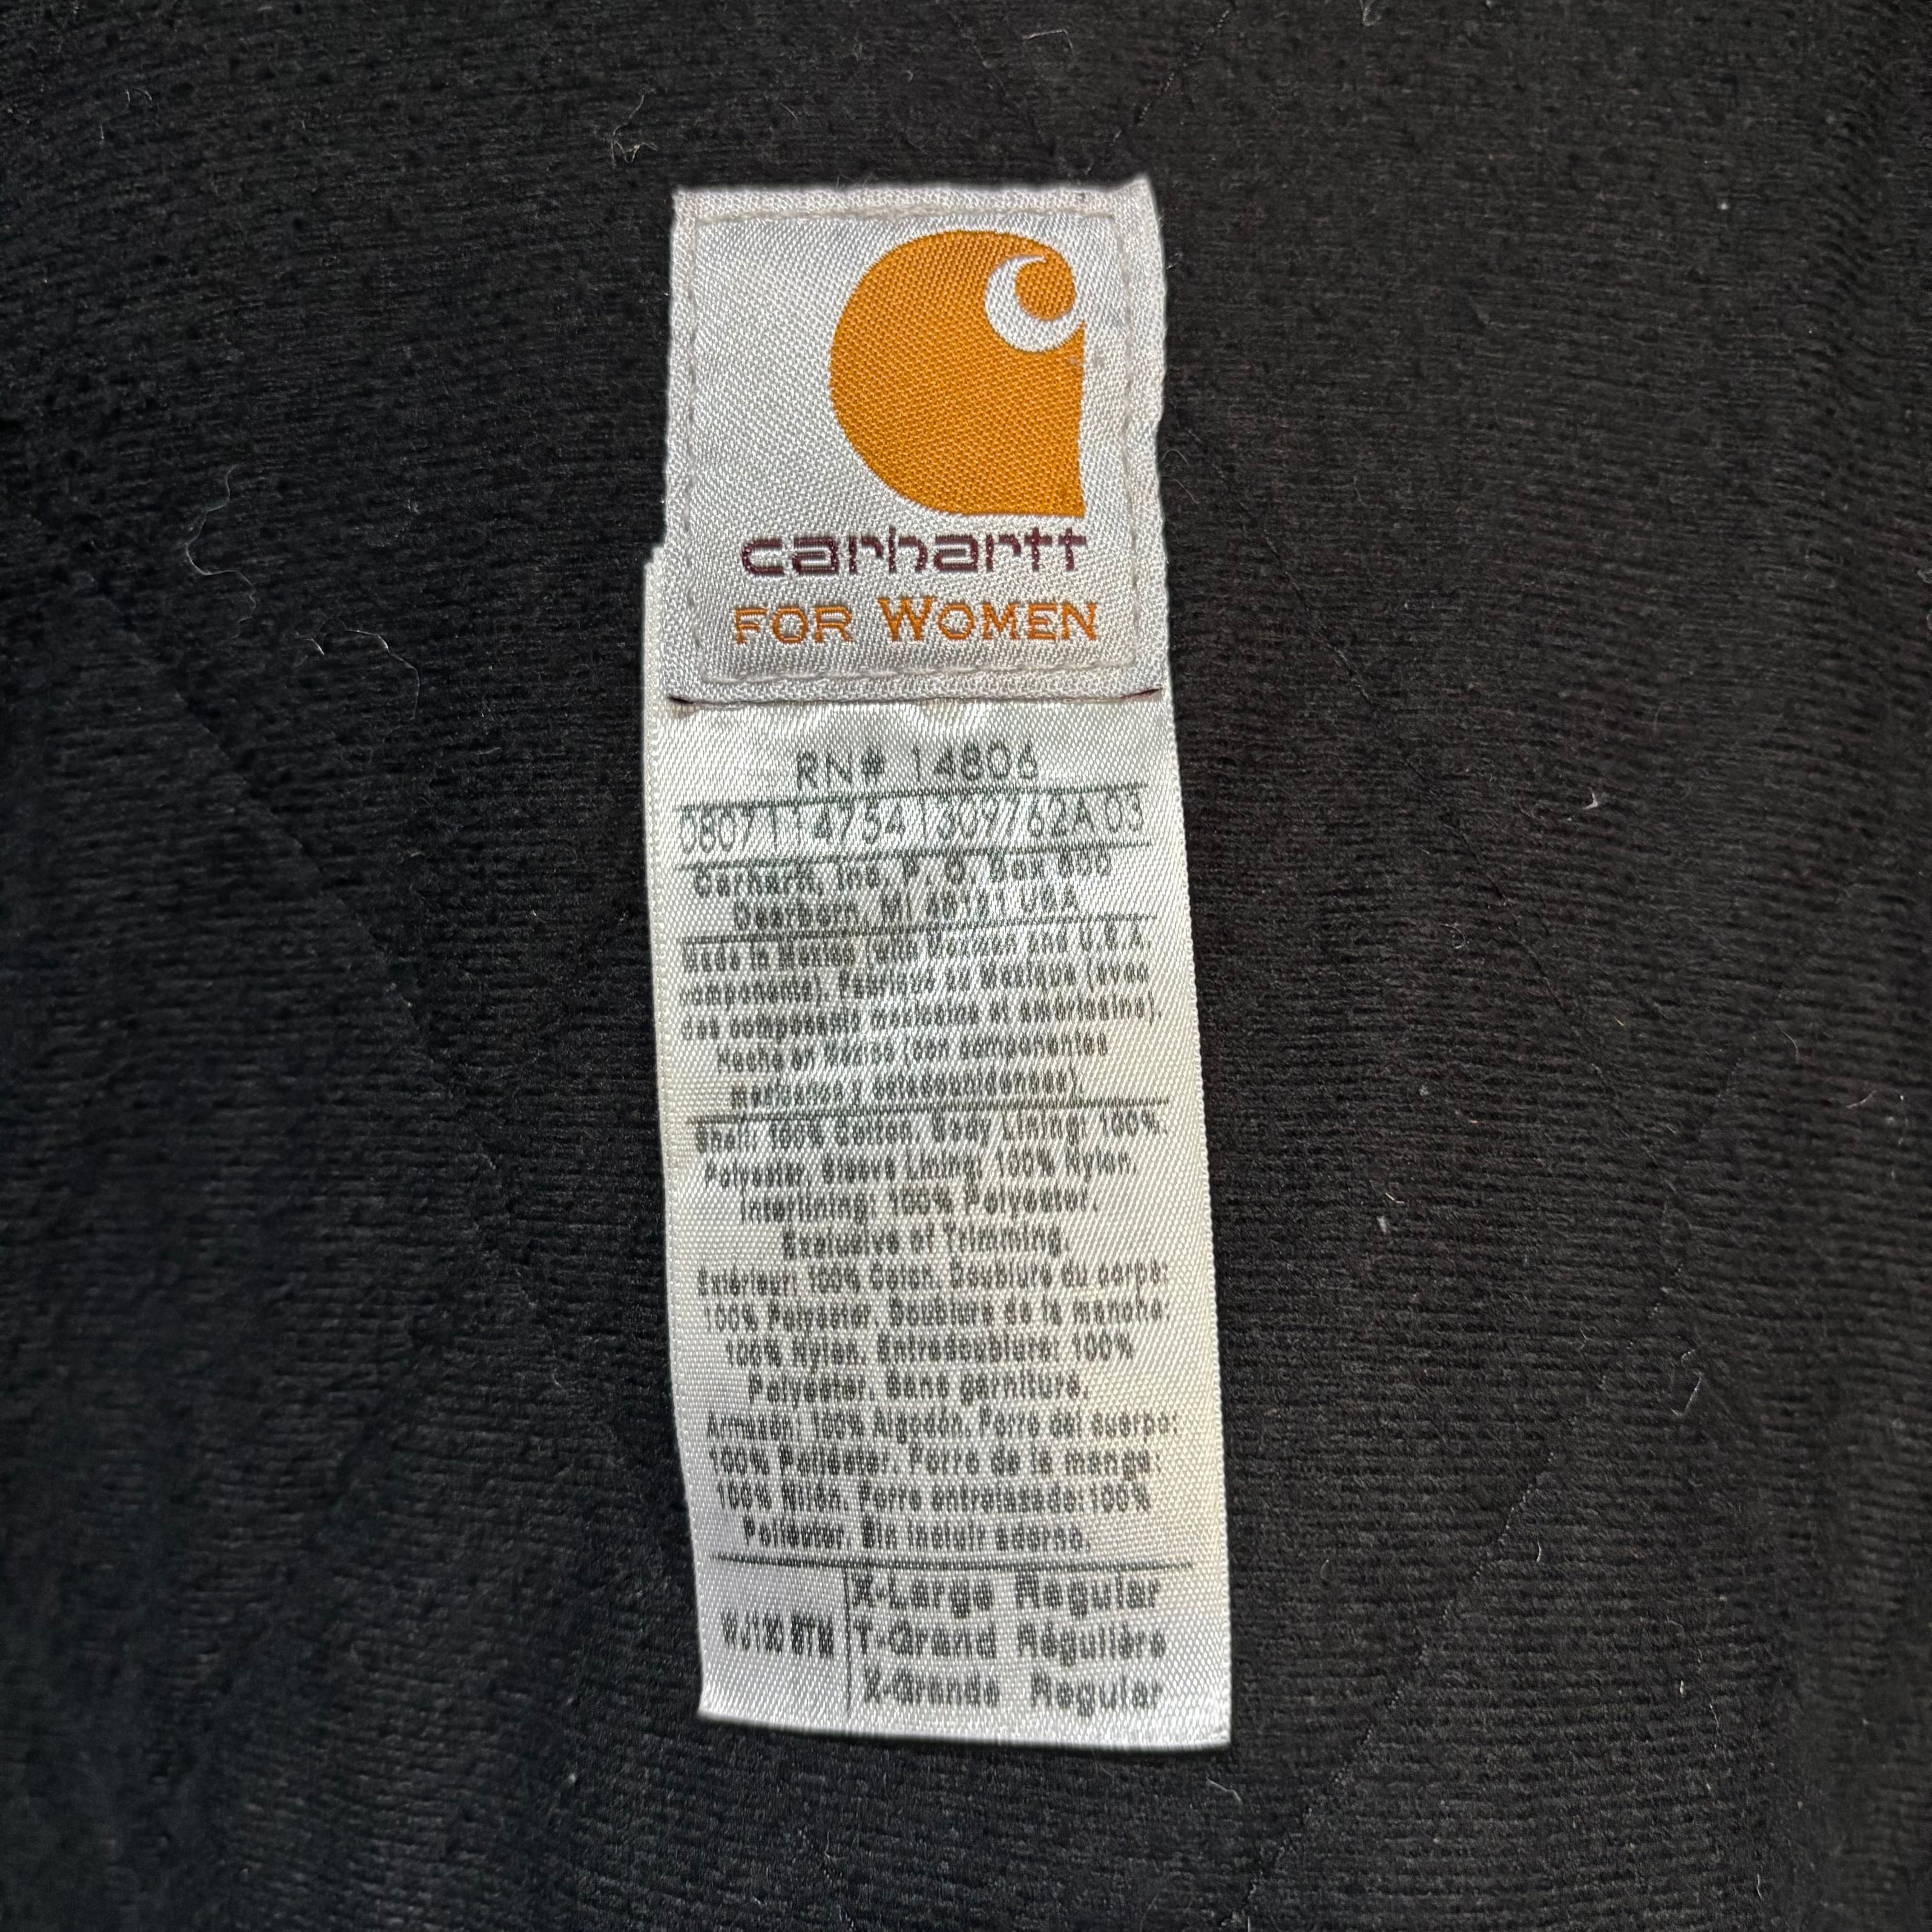 carhartt
FOR WOMEN
RN# 14806
Carhartt, Inc. P. O. Box 600
Dearborn, MI 48121 USA
Made in Mexico (with Mexican and U.S.A.
components). Fabriqué au Mexique (avec
des composants mexicains et américains).
Hecho en México (con componentes
mexicanos y estadounidenses).
Shell: 100% Cotton. Body Lining: 100%
Polyester. Sleeve Lining: 100% Nylon.
Interlining: 100% Polyester.
Exclusive of Trimming.
Extérieur: 100% Coton. Doublure du corps:
100% Polyester. Doublure de la manche:
100% Nylon. Entredoublure: 100%
Polyester. Sans garniture.
Armazón: 100% Algodón. Forro del cuerpo:
100% Poliéster. Forro de la manga:
100% Nilón. Forro entrelazado: 100%
Poliéster. Sin incluir adorno.
X-Large Regular
T-Grand Régulière
X-Grande Regular